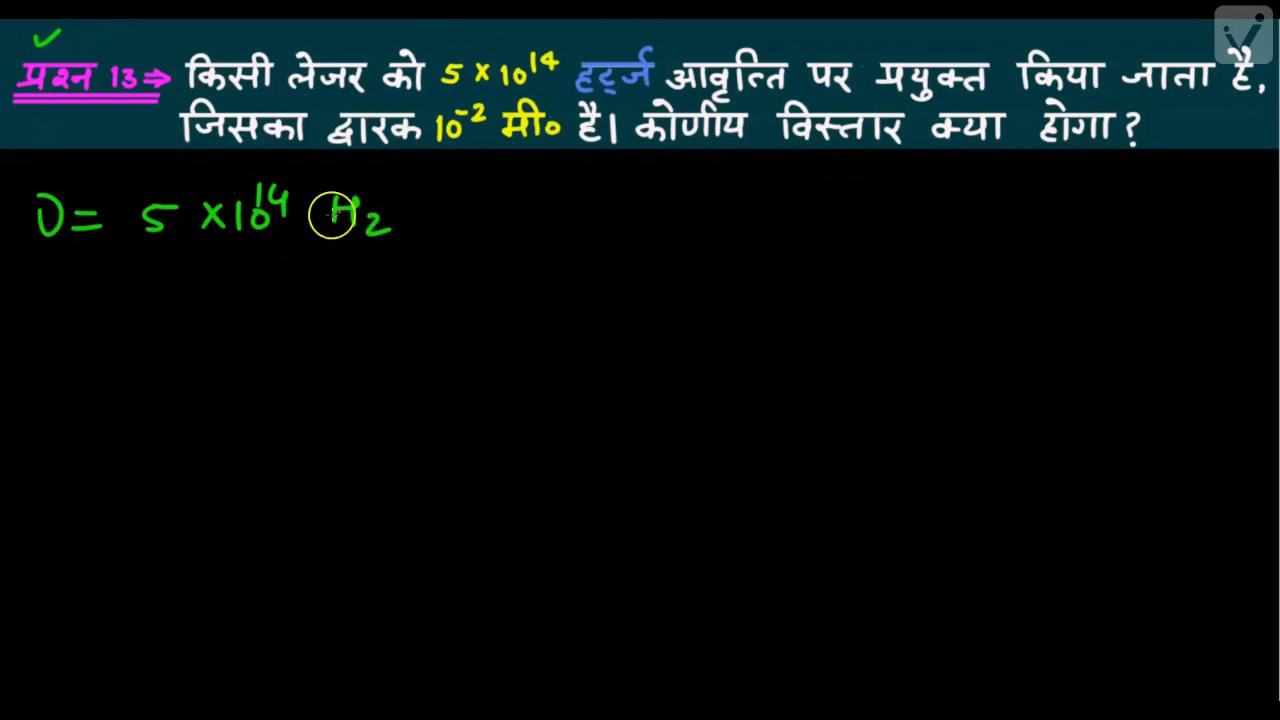 प्रश्न 13⇒ किसी लेजर को 5 × 10¹⁴ हर्ट्ज आवृत्ति पर प्रयुक्त किया जाता है,
जिसका द्वारक 10⁻² मी० है। कोणीय विस्तार क्या होगा?
υ = 5 × 10¹⁴ Hz